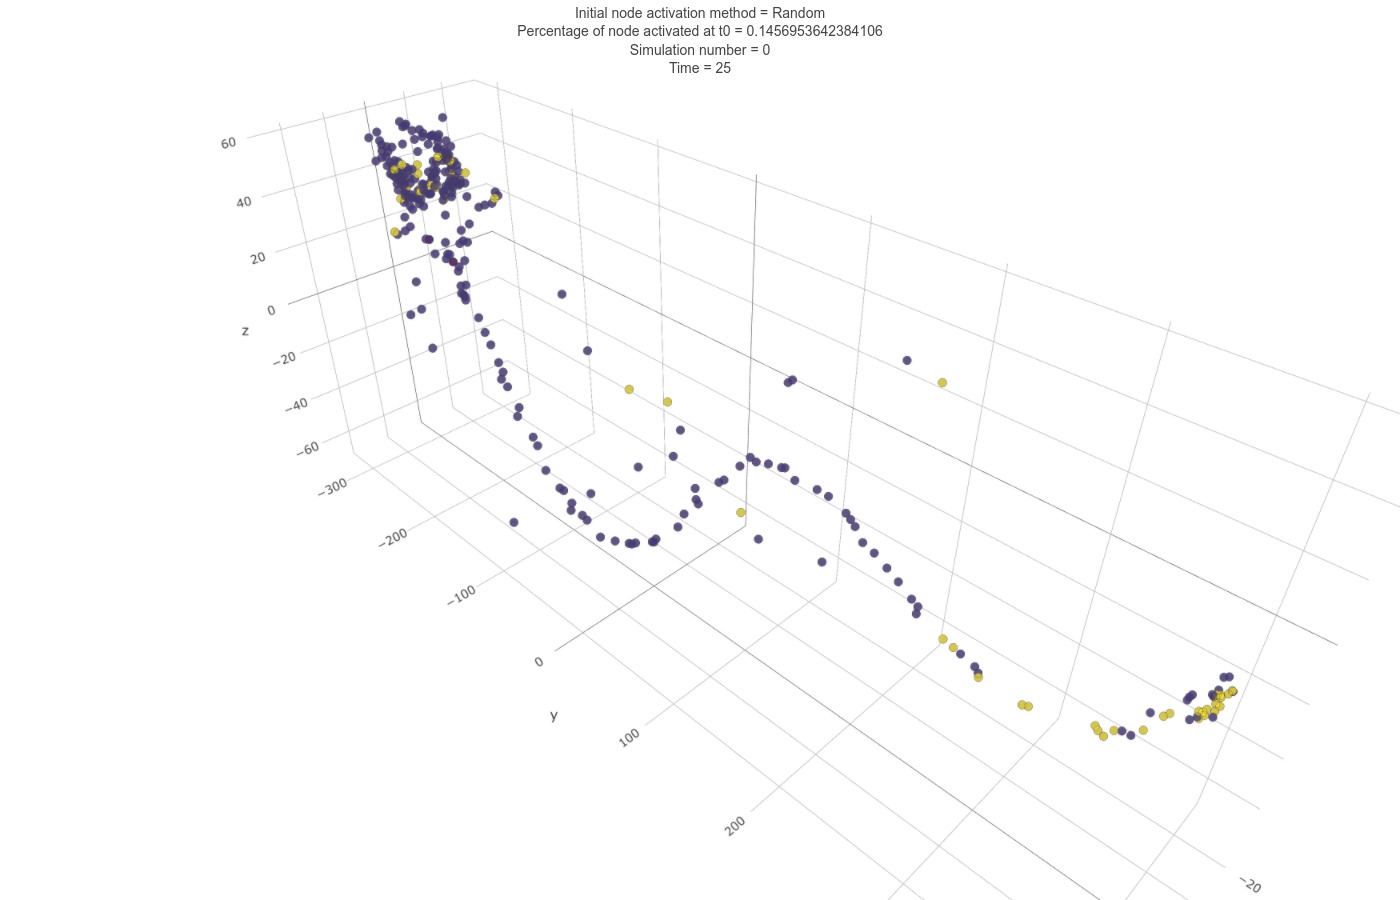 Initial node activation method = Random
Percentage of node activated at t0 = 0.1456953642384106
Simulation number = 0
Time = 25
60
40
20
0
z
−20
−40
−60
−300
−200
−100
0
y
100
200
−20